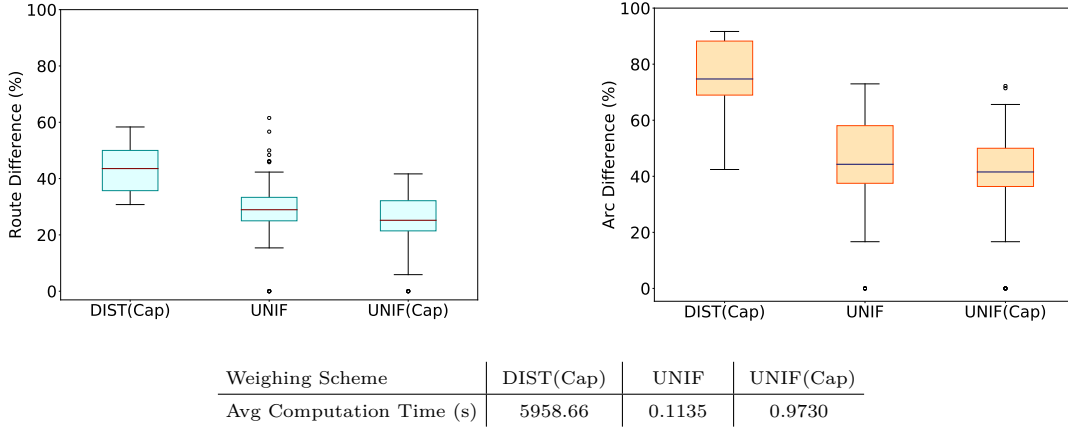 100
80
60
40
20
0
Route Difference (%)
DIST(Cap) UNIF UNIF(Cap)
100
80
60
40
20
0
Arc Difference (%)
DIST(Cap) UNIF UNIF(Cap)
Weighing Scheme DIST(Cap) UNIF UNIF(Cap)
Avg Computation Time (s) 5958.66 0.1135 0.9730